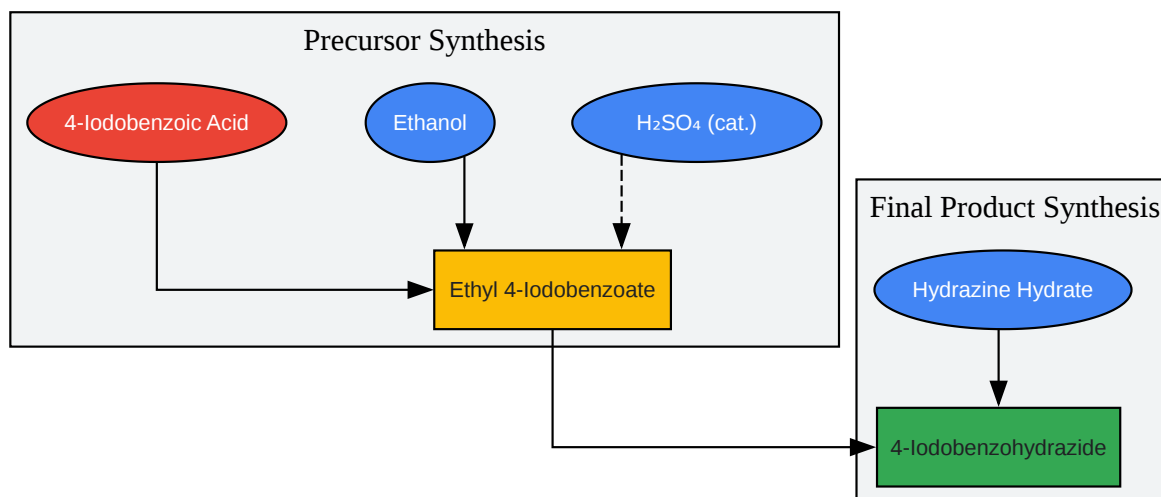 Precursor Synthesis
4-Iodobenzoic Acid
Ethanol
H₂SO₄ (cat.)
Ethyl 4-Iodobenzoate
Final Product Synthesis
Hydrazine Hydrate
4-Iodobenzohydrazide